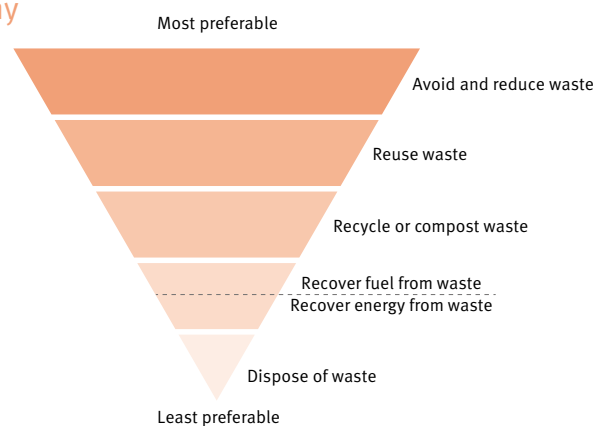 Most preferable
Avoid and reduce waste
Reuse waste
Recycle or compost waste
Recover fuel from waste
Recover energy from waste
Dispose of waste
Least preferable